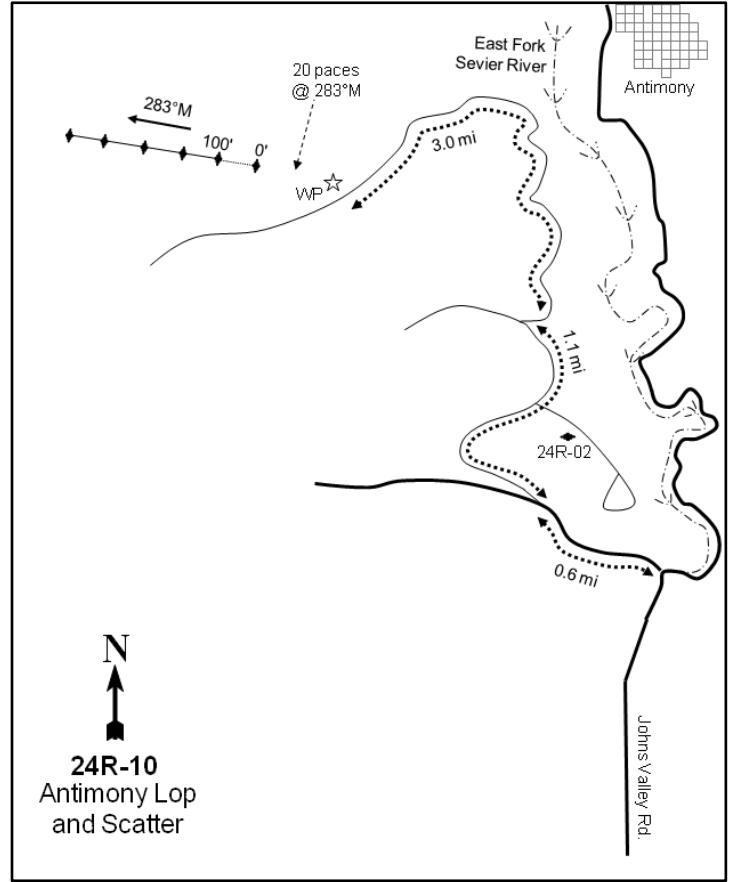 East Fork
Sevier River
Antimony
20 paces
@ 283°M
283°M
100' 0'
3.0 mi
WP
1.1 mi
24R-02
0.6 mi
N
24R-10
Antimony Lop
and Scatter
Johns Valley Rd.